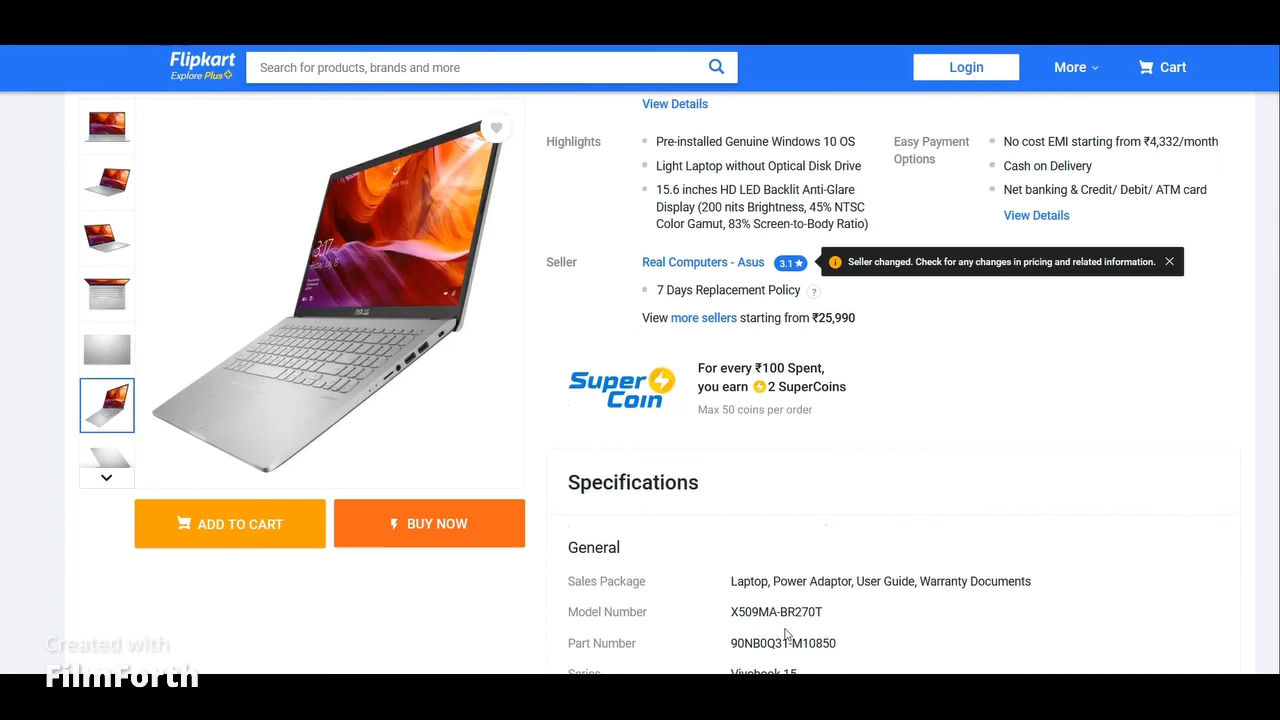 Flipkart
Explore Plus
Search for products, brands and more
Login
More
Cart
View Details
Highlights
Pre-installed Genuine Windows 10 OS
Light Laptop without Optical Disk Drive
15.6 inches HD LED Backlit Anti-Glare
Display (200 nits Brightness, 45% NTSC
Color Gamut, 83% Screen-to-Body Ratio)
Easy Payment
Options
No cost EMI starting from ₹4,332/month
Cash on Delivery
Net banking & Credit/ Debit/ ATM card
View Details
3:17
ASUS
Seller
Real Computers - Asus
3.1★
Seller changed. Check for any changes in pricing and related information.
7 Days Replacement Policy ?
View more sellers starting from ₹25,990
Super
Coin
For every ₹100 Spent,
you earn 2 SuperCoins
Max 50 coins per order
ADD TO CART
BUY NOW
Specifications
General
Sales Package Laptop, Power Adaptor, User Guide, Warranty Documents
Model Number X509MA-BR270T
Part Number 90NB0Q31-M10850
Series Vivobook 15
Created with
FilmForth